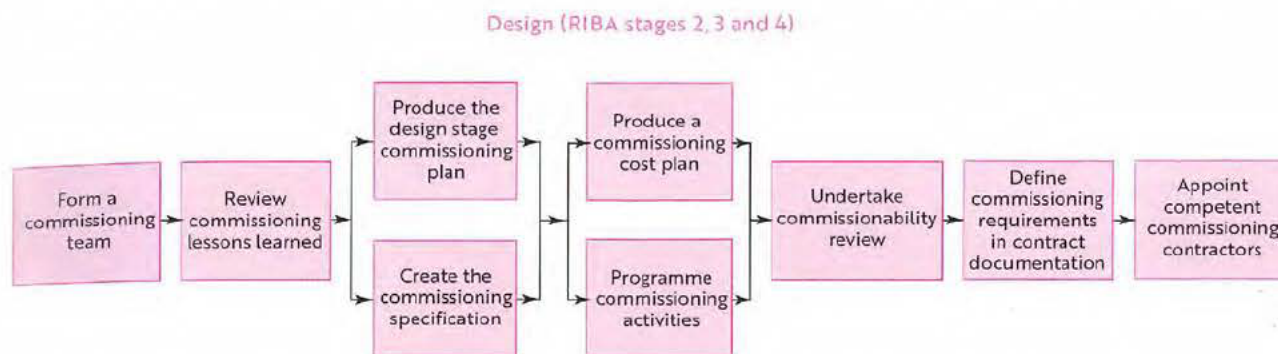 Design (RIBA stages 2, 3 and 4)
Form a
commissioning
team
Review
commissioning
lessons learned
Produce the
design stage
commissioning
plan
Create the
commissioning
specification
Produce a
commissioning
cost plan
Programme
commissioning
activities
Undertake
commissionability
review
Define
commissioning
requirements
in contract
documentation
Appoint
competent
commissioning
contractors